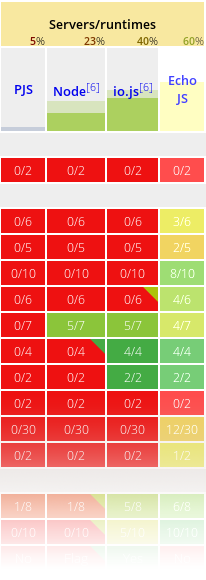 Servers/runtimes
5% 23% 40% 60%
PJS Node[6] io.js[6] Echo JS
0/2 0/2 0/2 0/2
0/6 0/6 0/6 3/6
0/5 0/5 0/5 2/5
0/10 0/10 0/10 8/10
0/6 0/6 0/6 4/6
0/7 5/7 5/7 4/7
0/4 0/4 4/4 4/4
0/2 0/2 2/2 2/2
0/2 0/2 0/2 0/2
0/30 0/30 0/30 12/30
0/2 0/2 0/2 1/2
1/8 1/8 5/8 6/8
0/10 0/10 5/10 10/10